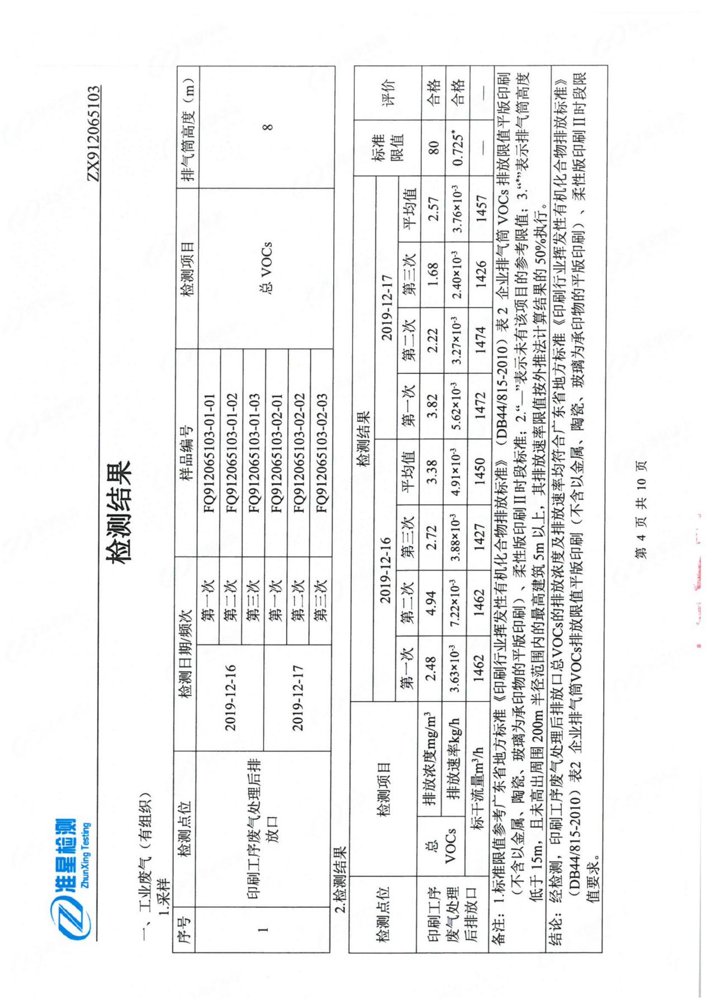 准星检测
ZhunXing Testing
ZX912065103
检测结果
一、工业废气（有组织）
1.采样
序号 检测点位 检测日期/频次 样品编号 检测项目 排气筒高度（m）
1 印刷工序废气处理后排放口 2019-12-16 第一次 FQ912065103-01-01 总 VOCs 8
第二次 FQ912065103-01-02
第三次 FQ912065103-01-03
2019-12-17 第一次 FQ912065103-02-01
第二次 FQ912065103-02-02
第三次 FQ912065103-02-03
2.检测结果
检测点位 检测项目 检测结果 标准限值 评价
2019-12-16 2019-12-17
第一次 第二次 第三次 平均值 第一次 第二次 第三次 平均值
印刷工序废气处理后排放口 总VOCs 排放浓度mg/m³ 2.48 4.94 2.72 3.38 3.82 2.22 1.68 2.57 80 合格
排放速率kg/h 3.63×10⁻³ 7.22×10⁻³ 3.88×10⁻³ 4.91×10⁻³ 5.62×10⁻³ 3.27×10⁻³ 2.40×10⁻³ 3.76×10⁻³ 0.725* 合格
标干流量m³/h 1462 1462 1427 1450 1472 1474 1426 1457 — —
备注：1.标准限值参考广东省地方标准《印刷行业挥发性有机化合物排放标准》（DB44/815-2010）表 2 企业排气筒 VOCs 排放限值平版印刷
（不含以金属、陶瓷、玻璃为承印物的平版印刷）、柔性版印刷II时段标准；2.“—”表示未有该项目的参考限值；3.“*”表示排气筒高度
低于 15m，且未高出周围 200m 半径范围内的最高建筑 5m 以上，其排放速率限值按外推法计算结果的 50%执行。
结论：经检测，印刷工序废气处理后排放口总VOCs的排放浓度及排放速率均符合广东省地方标准《印刷行业挥发性有机化合物排放标准》
（DB44/815-2010）表2 企业排气筒VOCs排放限值平版印刷（不含以金属、陶瓷、玻璃为承印物的平版印刷）、柔性版印刷II时段限
值要求。
第 4 页 共 10 页